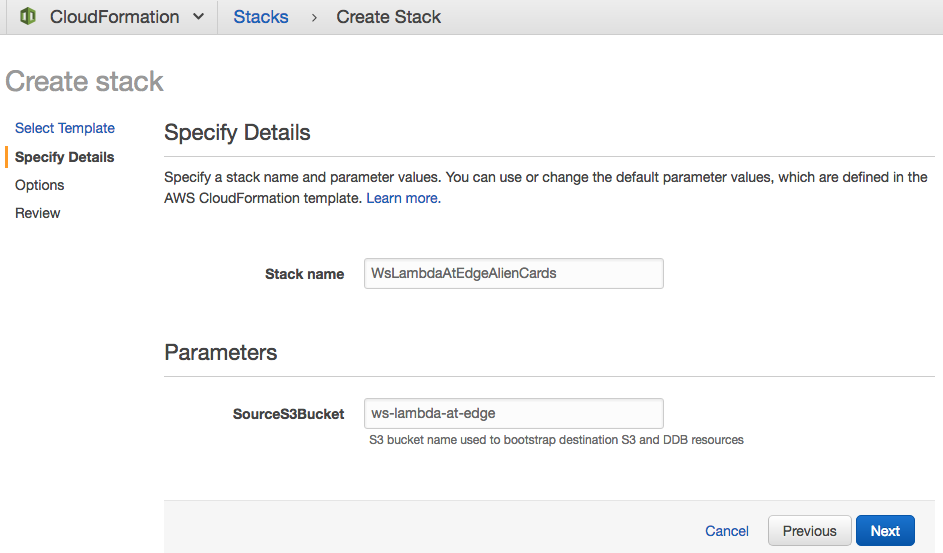 CloudFormation Stacks > Create Stack
Create stack
Select Template
Specify Details
Options
Review
Specify Details
Specify a stack name and parameter values. You can use or change the default parameter values, which are defined in the
AWS CloudFormation template. Learn more.
Stack name WsLambdaAtEdgeAlienCards
Parameters
SourceS3Bucket ws-lambda-at-edge
S3 bucket name used to bootstrap destination S3 and DDB resources
Cancel Previous Next